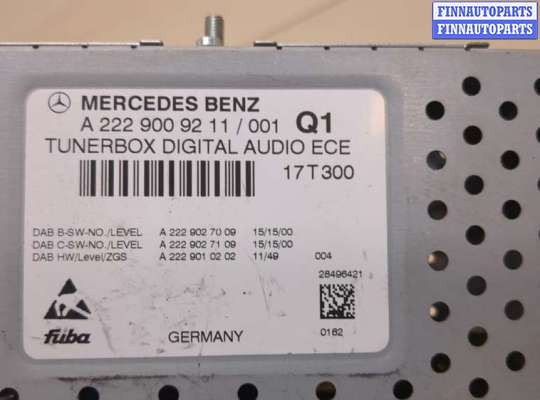 FINNAUTOPARTS
FINNAUTOPARTS
MERCEDES BENZ
A 222 900 92 11 / 001 Q1
TUNERBOX DIGITAL AUDIO ECE
17T300
DAB B-SW-NO./LEVEL A 222 902 70 09 15/15/00
DAB C-SW-NO./LEVEL A 222 902 71 09 15/15/00
DAB HW/Level/ZGS A 222 901 02 02 11/49 004
28496421
fuba GERMANY 0162